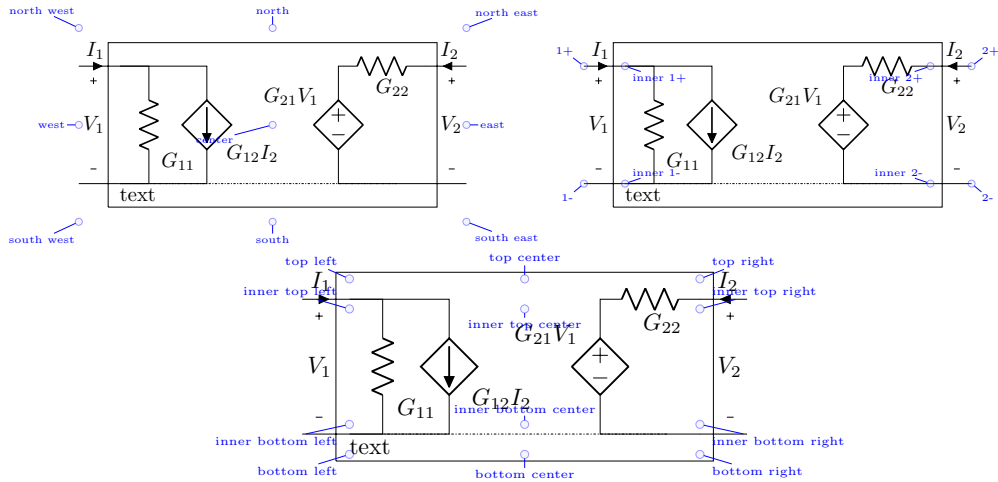 north west
north
north east
I₁
I₂
+
+
G₂₂
G₂₁V₁
+
−
west
V₁
center
V₂
east
G₁₁
G₁₂I₂
−
−
text
south west
south
south east
1+
I₁
I₂
2+
inner 1+
inner 2+
+
+
G₂₂
G₂₁V₁
+
−
V₁
V₂
G₁₁
G₁₂I₂
−
−
inner 1-
inner 2-
1-
text
2-
top left
top center
top right
I₁
I₂
inner top left
inner top right
+
+
inner top center
G₂₂
G₂₁V₁
+
−
V₁
V₂
G₁₁
G₁₂I₂
inner bottom center
−
−
inner bottom left
inner bottom right
text
bottom left
bottom center
bottom right